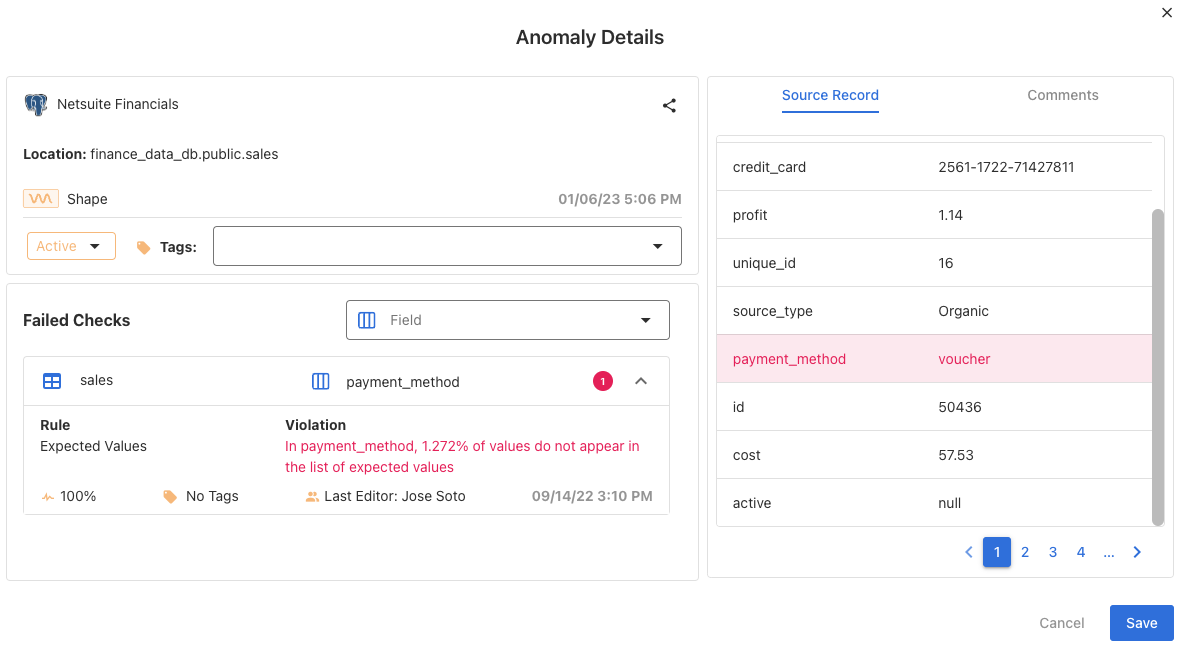 Anomaly Details
Netsuite Financials
Location: finance_data_db.public.sales
Shape 01/06/23 5:06 PM
Active Tags:
Failed Checks Field
sales payment_method 1
Rule Violation
Expected Values In payment_method, 1.272% of values do not appear in
the list of expected values
100% No Tags Last Editor: Jose Soto 09/14/22 3:10 PM
Source Record Comments
credit_card 2561-1722-71427811
profit 1.14
unique_id 16
source_type Organic
payment_method voucher
id 50436
cost 57.53
active null
1 2 3 4 ...
Cancel Save